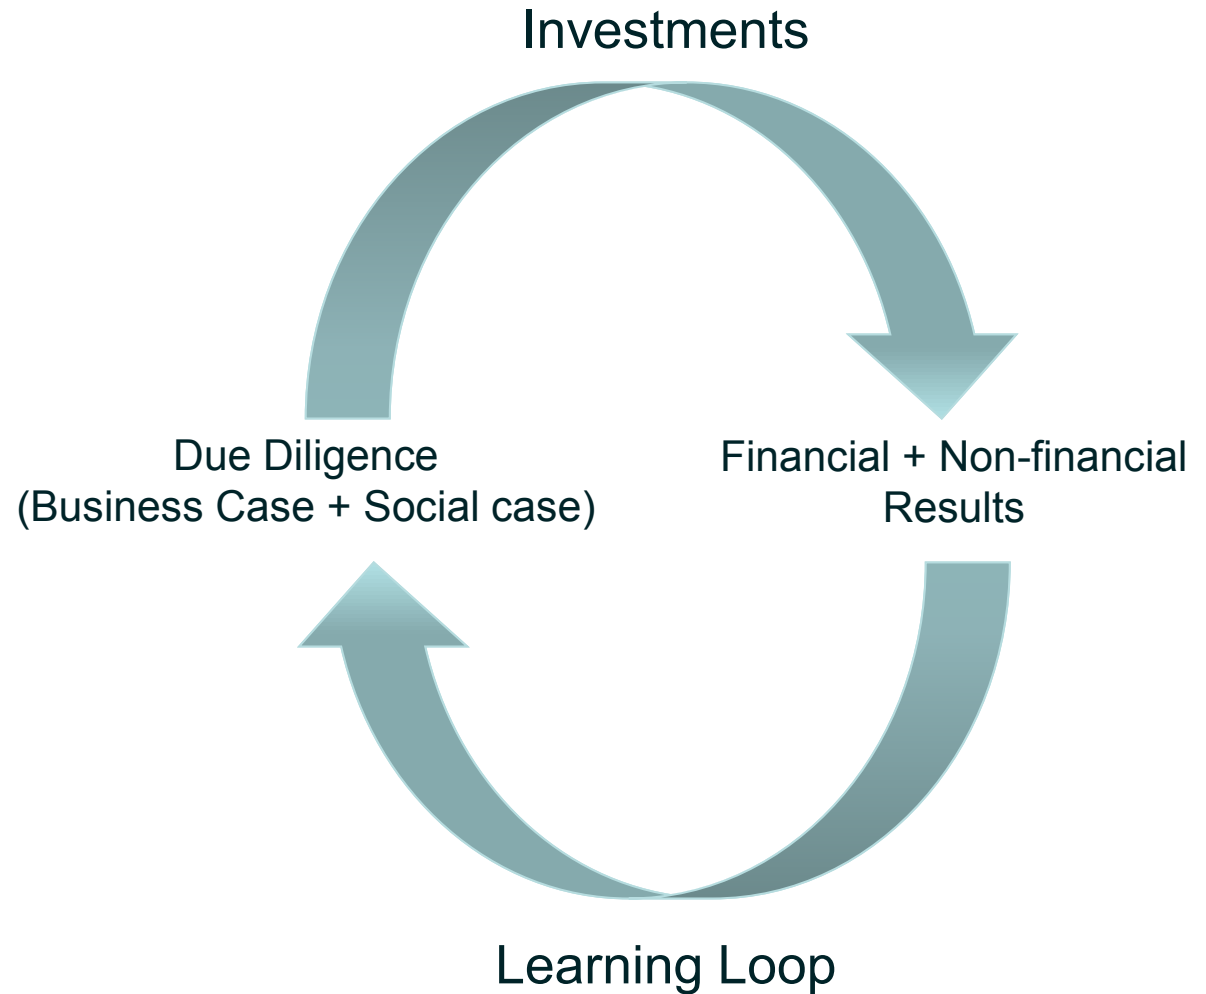 Investments
Due Diligence
(Business Case + Social case)
Financial + Non-financial
Results
Learning Loop